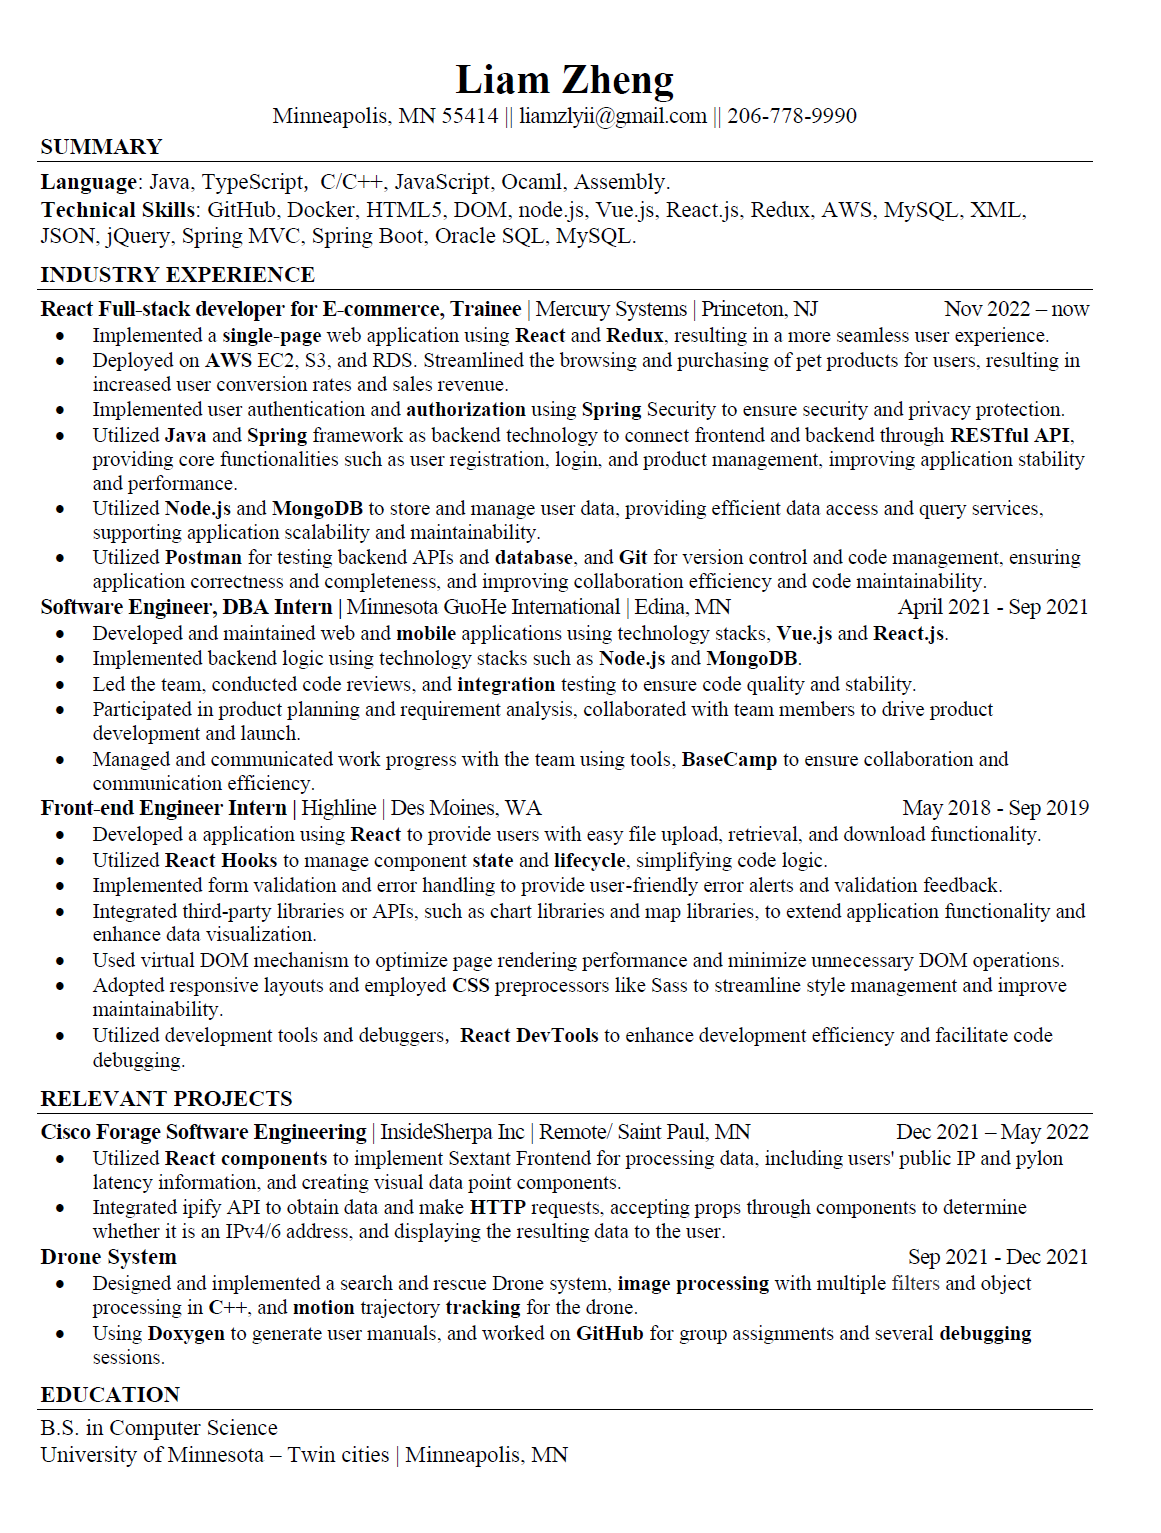 Liam Zheng
Minneapolis, MN 55414 || liamzlyii@gmail.com || 206-778-9990
SUMMARY
Language: Java, TypeScript, C/C++, JavaScript, Ocaml, Assembly.
Technical Skills: GitHub, Docker, HTML5, DOM, node.js, Vue.js, React.js, Redux, AWS, MySQL, XML,
JSON, jQuery, Spring MVC, Spring Boot, Oracle SQL, MySQL.
INDUSTRY EXPERIENCE
React Full-stack developer for E-commerce, Trainee | Mercury Systems | Princeton, NJ Nov 2022 – now
• Implemented a single-page web application using React and Redux, resulting in a more seamless user experience.
• Deployed on AWS EC2, S3, and RDS. Streamlined the browsing and purchasing of pet products for users, resulting in
increased user conversion rates and sales revenue.
• Implemented user authentication and authorization using Spring Security to ensure security and privacy protection.
• Utilized Java and Spring framework as backend technology to connect frontend and backend through RESTful API,
providing core functionalities such as user registration, login, and product management, improving application stability
and performance.
• Utilized Node.js and MongoDB to store and manage user data, providing efficient data access and query services,
supporting application scalability and maintainability.
• Utilized Postman for testing backend APIs and database, and Git for version control and code management, ensuring
application correctness and completeness, and improving collaboration efficiency and code maintainability.
Software Engineer, DBA Intern | Minnesota GuoHe International | Edina, MN April 2021 - Sep 2021
• Developed and maintained web and mobile applications using technology stacks, Vue.js and React.js.
• Implemented backend logic using technology stacks such as Node.js and MongoDB.
• Led the team, conducted code reviews, and integration testing to ensure code quality and stability.
• Participated in product planning and requirement analysis, collaborated with team members to drive product
development and launch.
• Managed and communicated work progress with the team using tools, BaseCamp to ensure collaboration and
communication efficiency.
Front-end Engineer Intern | Highline | Des Moines, WA May 2018 - Sep 2019
• Developed a application using React to provide users with easy file upload, retrieval, and download functionality.
• Utilized React Hooks to manage component state and lifecycle, simplifying code logic.
• Implemented form validation and error handling to provide user-friendly error alerts and validation feedback.
• Integrated third-party libraries or APIs, such as chart libraries and map libraries, to extend application functionality and
enhance data visualization.
• Used virtual DOM mechanism to optimize page rendering performance and minimize unnecessary DOM operations.
• Adopted responsive layouts and employed CSS preprocessors like Sass to streamline style management and improve
maintainability.
• Utilized development tools and debuggers, React DevTools to enhance development efficiency and facilitate code
debugging.
RELEVANT PROJECTS
Cisco Forage Software Engineering | InsideSherpa Inc | Remote/ Saint Paul, MN Dec 2021 – May 2022
• Utilized React components to implement Sextant Frontend for processing data, including users' public IP and pylon
latency information, and creating visual data point components.
• Integrated ipify API to obtain data and make HTTP requests, accepting props through components to determine
whether it is an IPv4/6 address, and displaying the resulting data to the user.
Drone System Sep 2021 - Dec 2021
• Designed and implemented a search and rescue Drone system, image processing with multiple filters and object
processing in C++, and motion trajectory tracking for the drone.
• Using Doxygen to generate user manuals, and worked on GitHub for group assignments and several debugging
sessions.
EDUCATION
B.S. in Computer Science
University of Minnesota – Twin cities | Minneapolis, MN